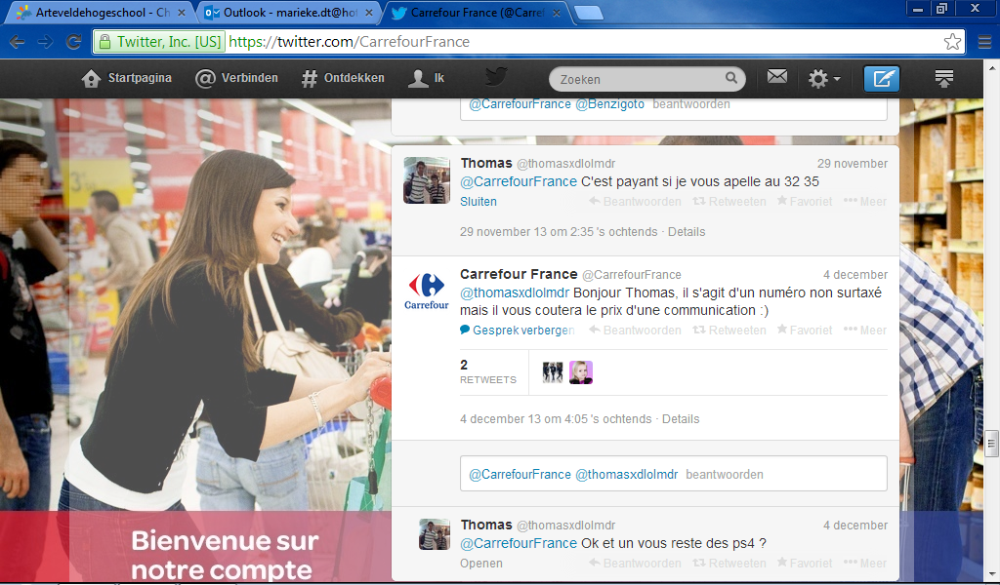 Arteveldehogeschool - Ch
Outlook - marieke.dt@hot
Carrefour France (@Carref
Twitter, Inc. [US] https://twitter.com/CarrefourFrance
Startpagina
Verbinden
Ontdekken
Ik
Zoeken
@CarrefourFrance @Benzigoto beantwoorden
Thomas @thomasxdlolmdr 29 november
@CarrefourFrance C'est payant si je vous apelle au 32 35
Sluiten Beantwoorden Retweeten Favoriet Meer
29 november 13 om 2:35 's ochtends · Details
Carrefour France @CarrefourFrance 4 december
@thomasxdlolmdr Bonjour Thomas, il s'agit d'un numéro non surtaxé
mais il vous coutera le prix d'une communication :)
Gesprek verbergen Beantwoorden Retweeten Favoriet Meer
Carrefour
2
RETWEETS
4 december 13 om 4:05 's ochtends · Details
@CarrefourFrance @thomasxdlolmdr beantwoorden
Thomas @thomasxdlolmdr 4 december
@CarrefourFrance Ok et un vous reste des ps4 ?
Openen Beantwoorden Retweeten Favoriet Meer
Bienvenue sur
notre compte